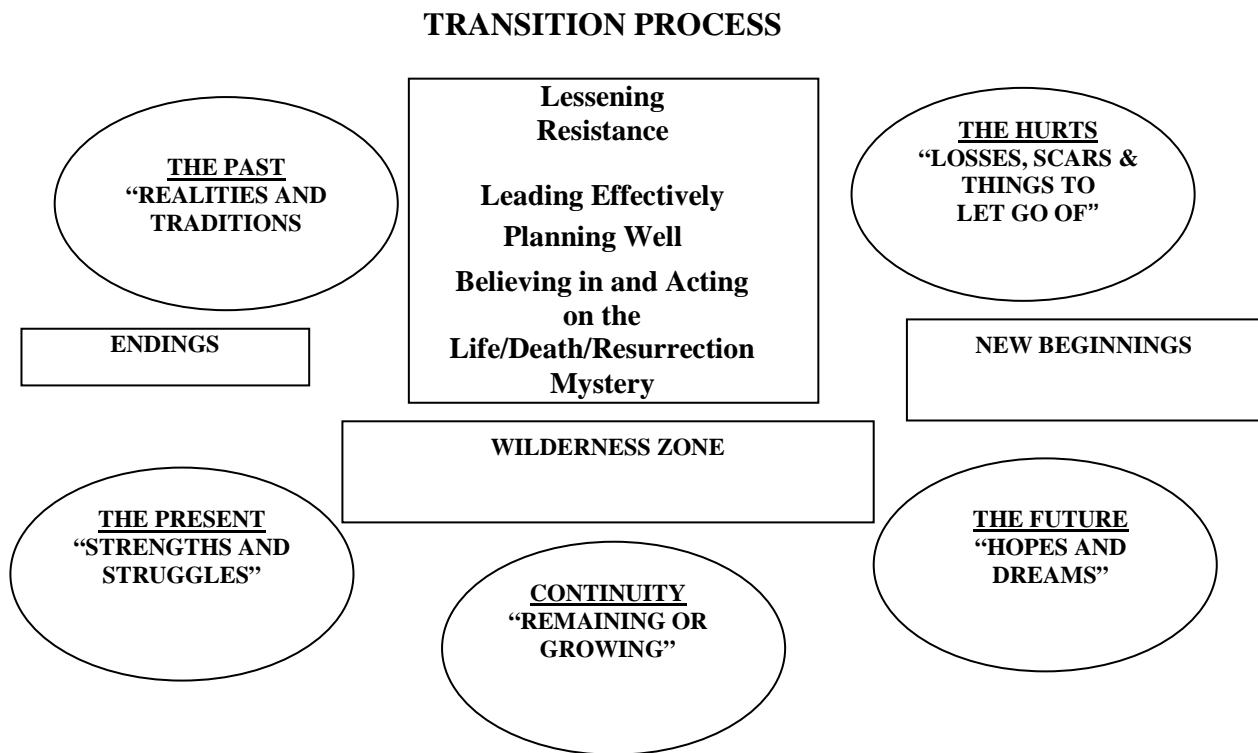 TRANSITION PROCESS
Lessening
Resistance
Leading Effectively
Planning Well
Believing in and Acting
on the
Life/Death/Resurrection
Mystery
THE PAST
“REALITIES AND
TRADITIONS
THE HURTS
“LOSSES, SCARS &
THINGS TO
LET GO OF”
ENDINGS
NEW BEGINNINGS
WILDERNESS ZONE
THE PRESENT
“STRENGTHS AND
STRUGGLES”
CONTINUITY
“REMAINING OR
GROWING”
THE FUTURE
“HOPES AND
DREAMS”